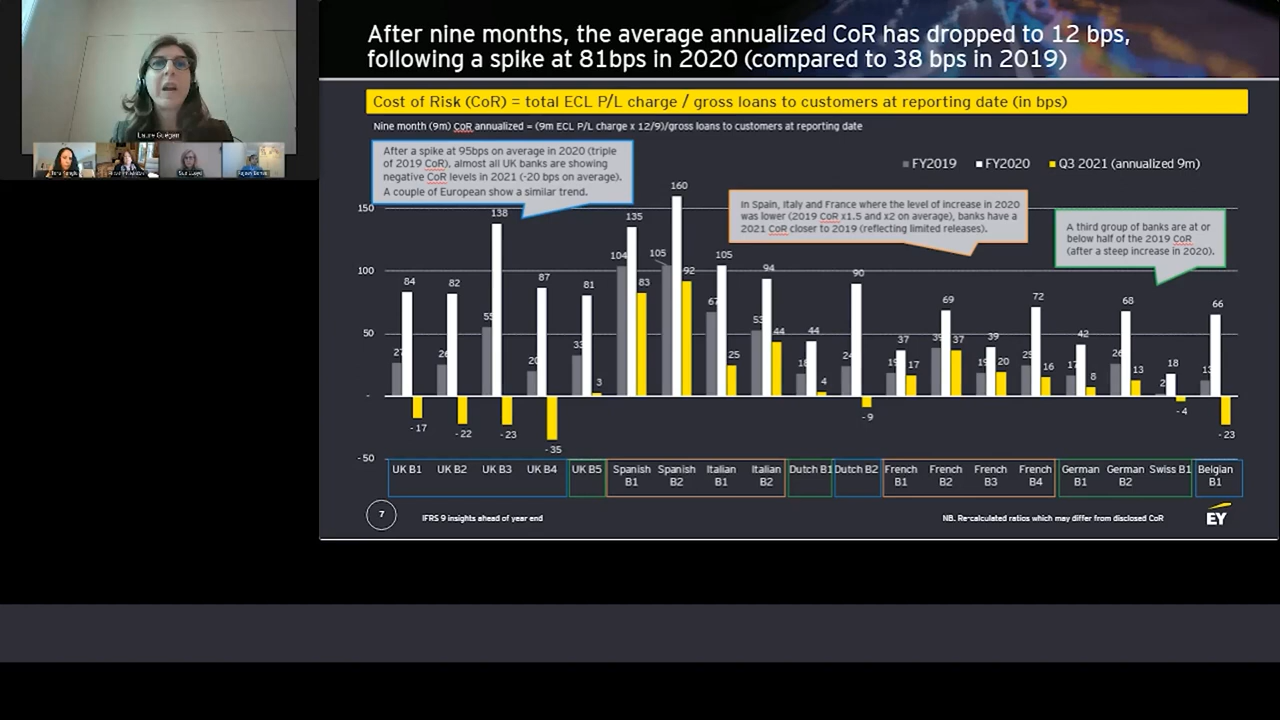 After nine months, the average annualized CoR has dropped to 12 bps,
following a spike at 81bps in 2020 (compared to 38 bps in 2019)
Cost of Risk (CoR) = total ECL P/L charge / gross loans to customers at reporting date (in bps)
Nine month (9m) CoR annualized = (9m ECL P/L charge x 12/9)/gross loans to customers at reporting date
Laure Guégan
After a spike at 95bps on average in 2020 (triple
of 2019 CoR), almost all UK banks are showing
negative CoR levels in 2021 (-20 bps on average).
A couple of European show a similar trend.
FY2019 FY2020 Q3 2021 (annualized 9m)
In Spain, Italy and France where the level of increase in 2020
was lower (2019 CoR x1.5 and x2 on average), banks have a
2021 CoR closer to 2019 (reflecting limited releases).
A third group of banks are at or
below half of the 2019 CoR
(after a steep increase in 2020).
150
100
50
-
-50
27 84 -17
26 82 -22
55 138 -23
20 87 -35
33 81 3
104 135 83
105 160 92
67 105 25
53 94 44
18 44 4
24 90 -9
19 37 17
39 69 37
19 39 20
25 72 16
17 42 8
26 68 13
2 18 -4
13 66 -23
UK B1 UK B2 UK B3 UK B4 UK B5 Spanish B1 Spanish B2 Italian B1 Italian B2 Dutch B1 Dutch B2 French B1 French B2 French B3 French B4 German B1 German B2 Swiss B1 Belgian B1
7
IFRS 9 insights ahead of year end
NB. Re-calculated ratios which may differ from disclosed CoR
EY